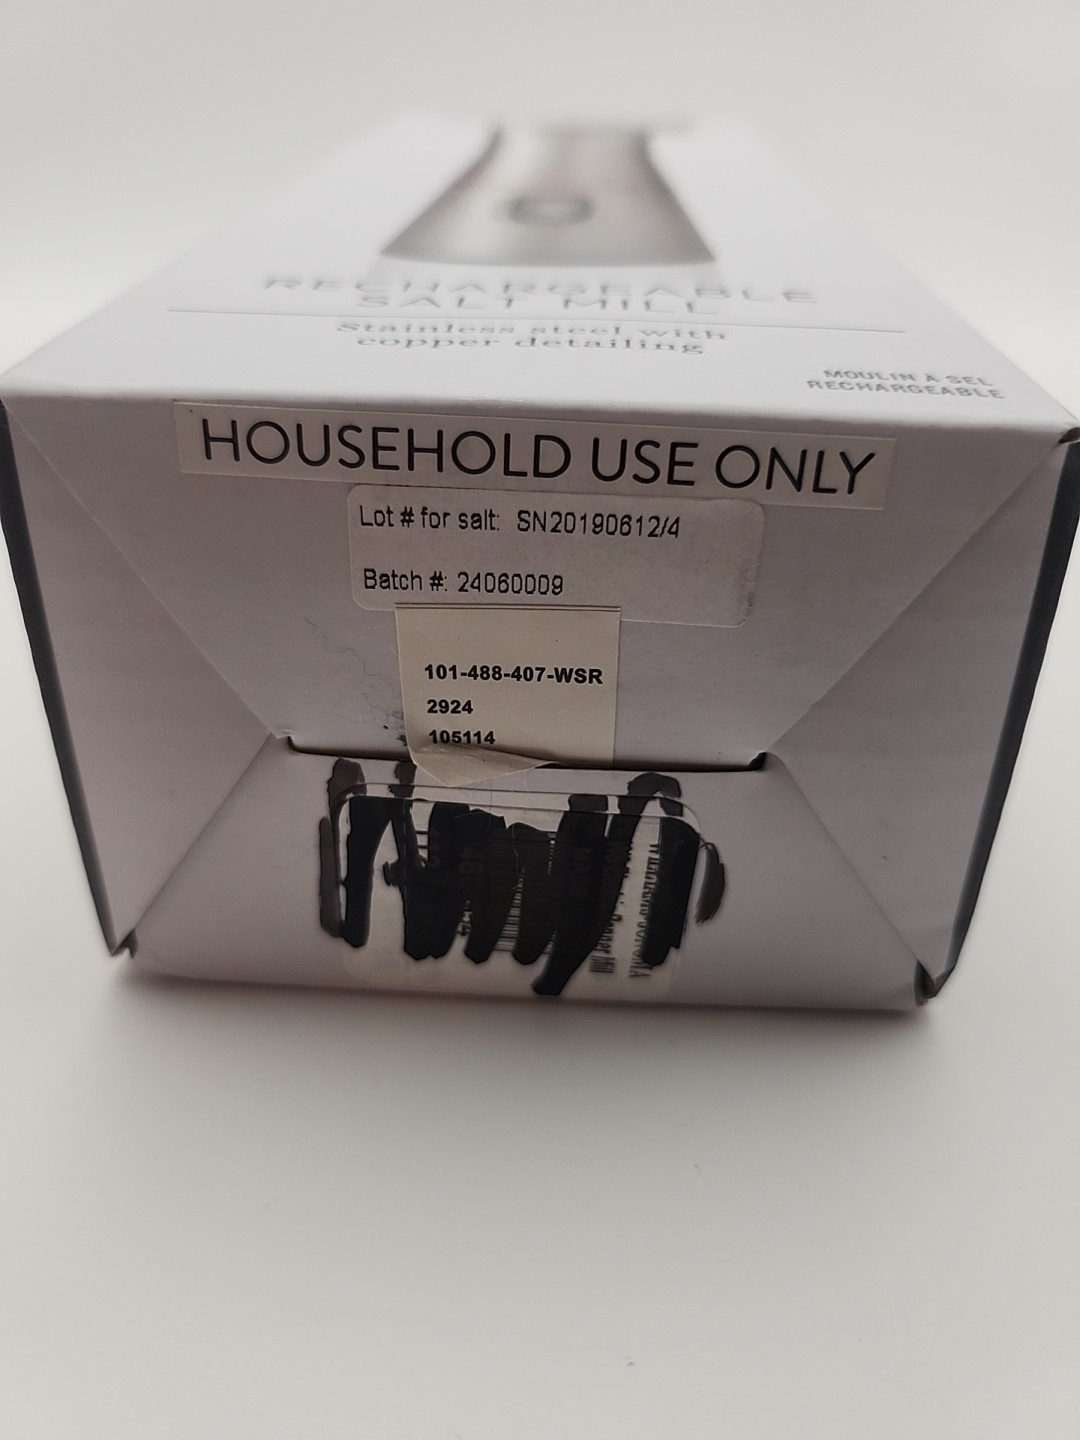 RECHARGEABLE
SALT MILL
Stainless steel with
copper detailing
MOULIN À SEL
RECHARGEABLE
HOUSEHOLD USE ONLY
Lot # for salt: SN20190612/4
Batch #: 24060009
101-488-407-WSR
2924
105114